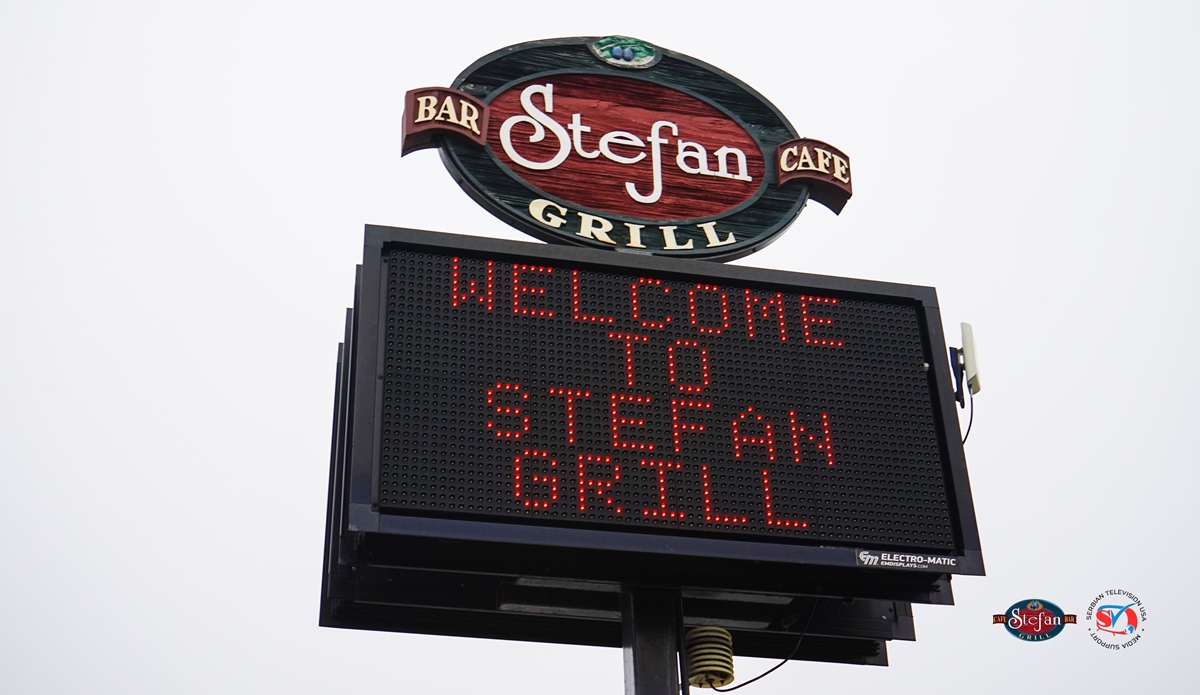 BAR
Stefan
CAFE
GRILL
WELCOME
TO
STEFAN
GRILL
EM ELECTRO-MATIC
EMDISPLAYS.COM
CAFE Stefan BAR
GRILL
SERBIAN TELEVISION USA
MEDIA SUPPORT